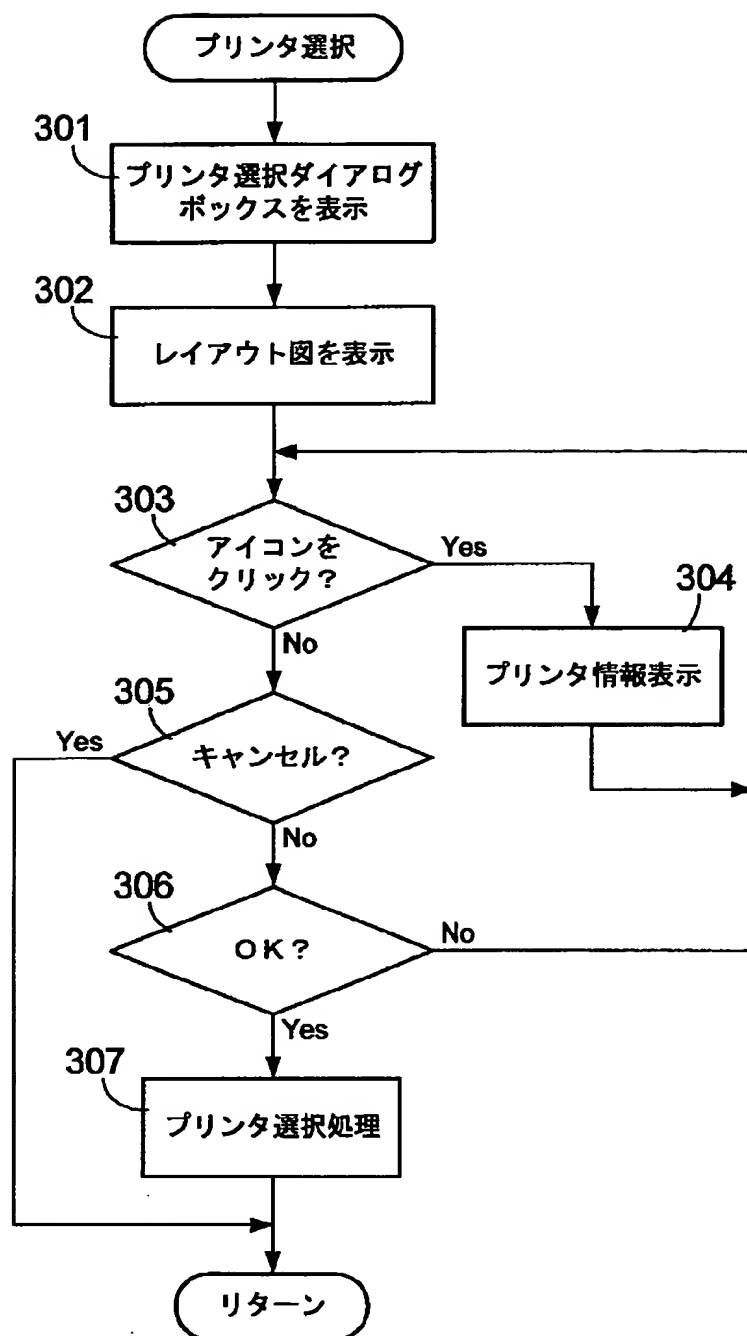 プリンタ選択
301
プリンタ選択ダイアログ
ボックスを表示
302
レイアウト図を表示
303
アイコンを
クリック？
Yes
304
No
プリンタ情報表示
305
Yes
キャンセル？
No
306
OK？
No
Yes
307
プリンタ選択処理
リターン